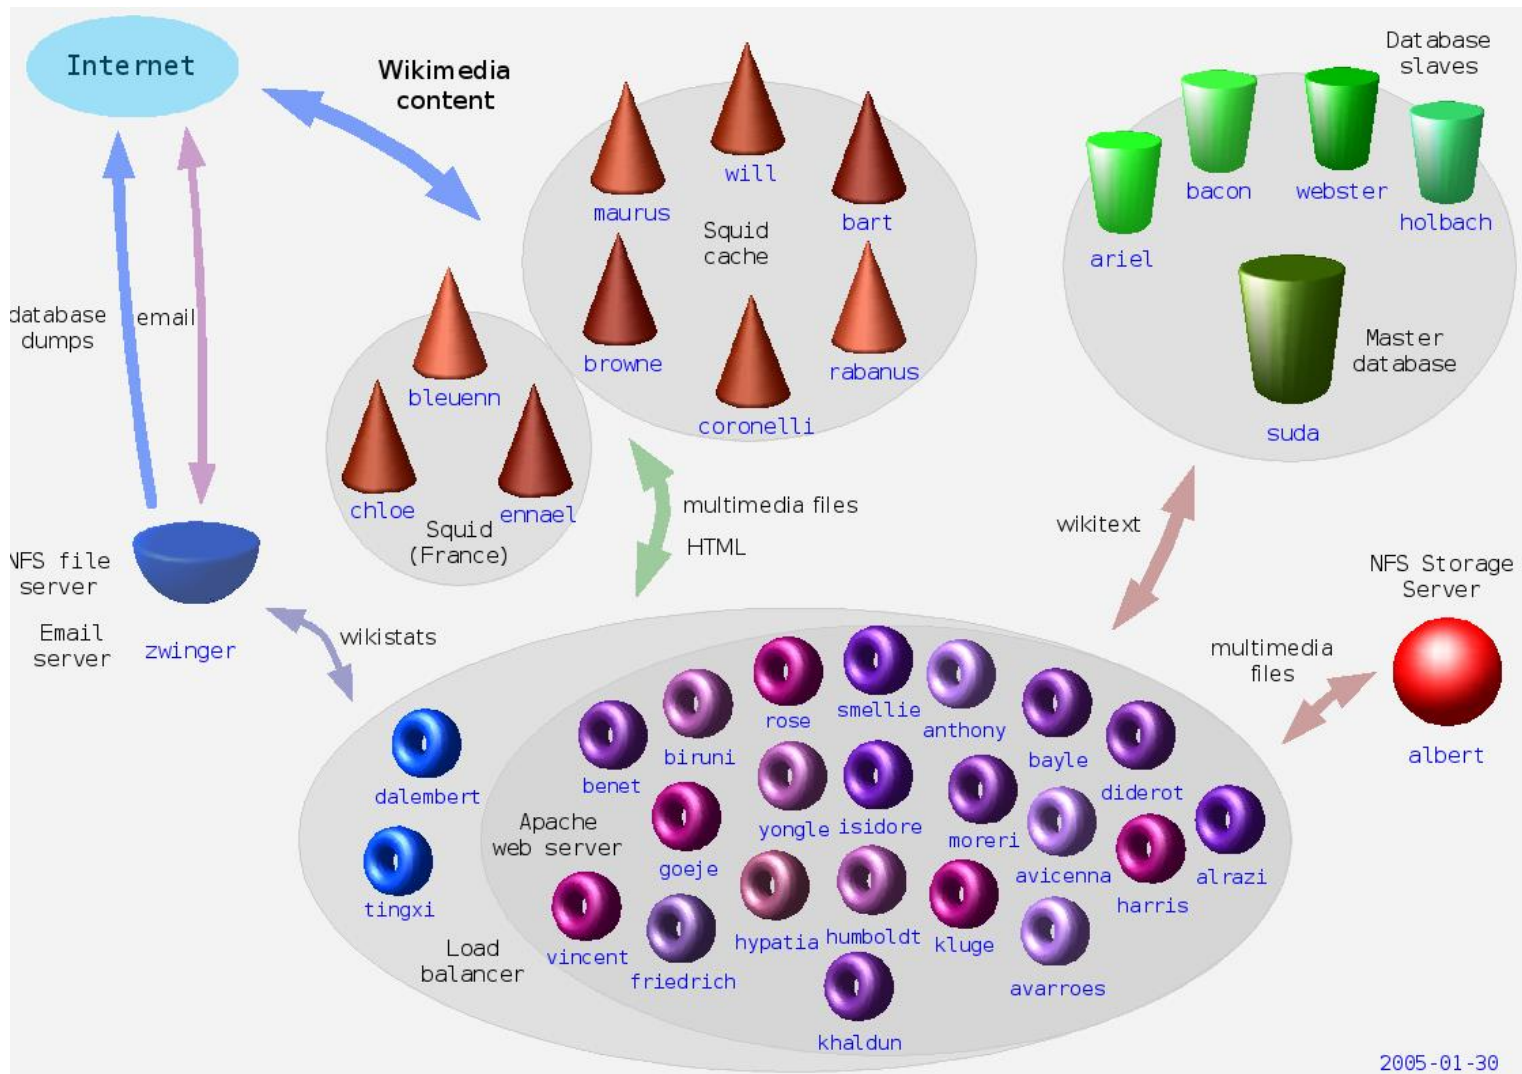 Internet
Wikimedia
content
Database
slaves
will
maurus
bart
Squid
cache
bacon
webster
holbach
ariel
database
dumps
email
browne
rabanus
bleuenn
coronelli
Master
database
suda
chloe
ennael
Squid
(France)
multimedia files
HTML
wikitext
NFS file
server
Email
server
zwinger
wikistats
NFS Storage
Server
multimedia
files
albert
rose
smellie
anthony
biruni
bayle
benet
dalembert
diderot
Apache
web server
yongle
isidore
moreri
goeje
avicenna
alrazi
harris
tingxi
Load
balancer
vincent
hypatia
humboldt
kluge
friedrich
avarroes
khaldun
2005-01-30